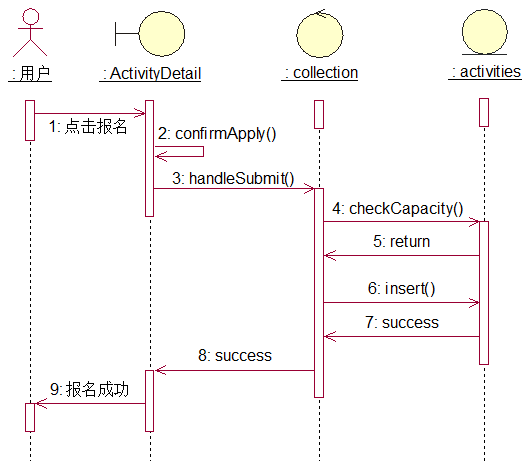 : 用户
: ActivityDetail
: collection
: activities
1: 点击报名
2: confirmApply()
3: handleSubmit()
4: checkCapacity()
5: return
6: insert()
7: success
8: success
9: 报名成功